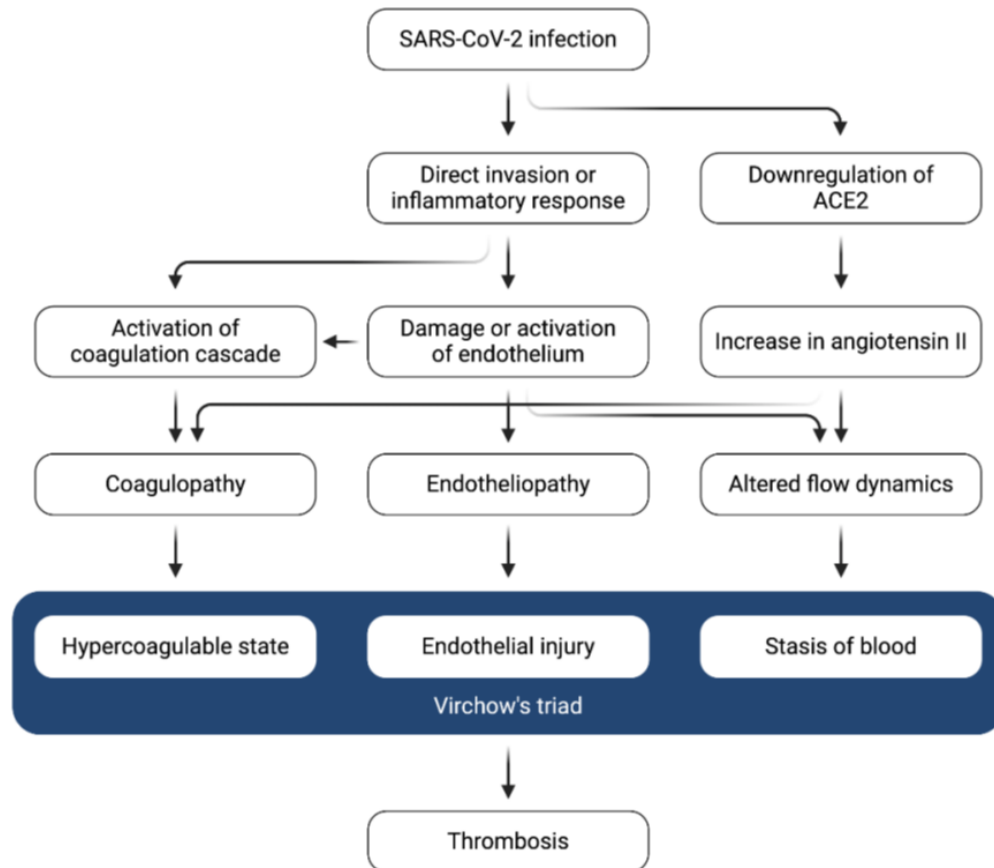 SARS-CoV-2 infection
Direct invasion or
inflammatory response
Downregulation of
ACE2
Activation of
coagulation cascade
Damage or activation
of endothelium
Increase in angiotensin II
Coagulopathy
Endotheliopathy
Altered flow dynamics
Hypercoagulable state
Endothelial injury
Stasis of blood
Virchow's triad
Thrombosis